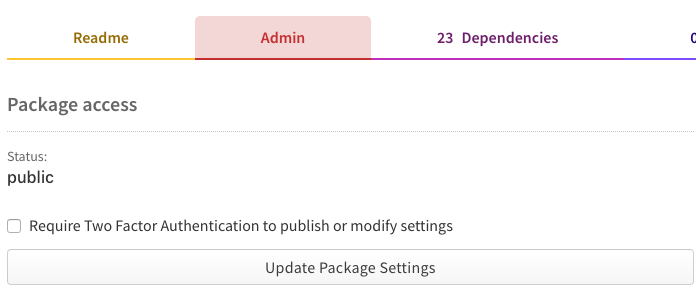 Readme Admin 23 Dependencies
Package access
Status:
public
Require Two Factor Authentication to publish or modify settings
Update Package Settings